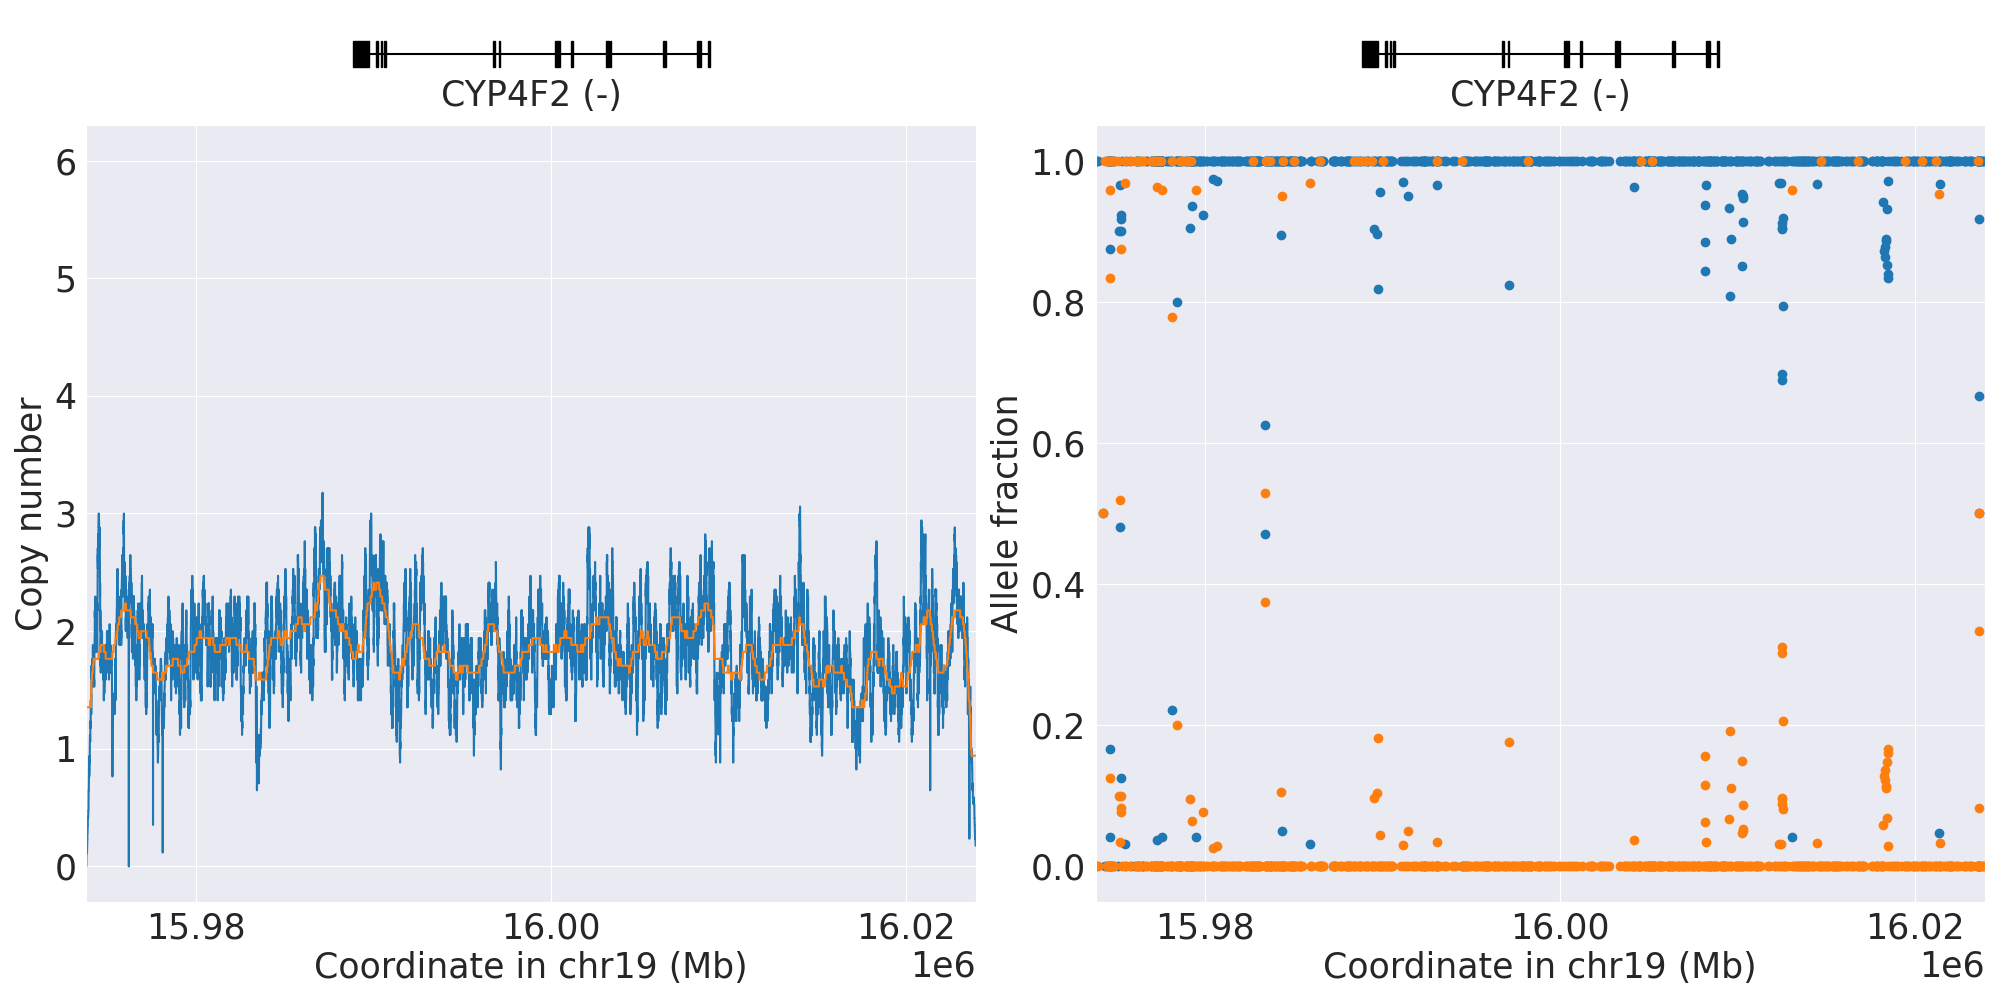 CYP4F2 (-)
6
5
4
3
2
1
0
Copy number
15.98
16.00
16.02
Coordinate in chr19 (Mb)
1e6
CYP4F2 (-)
1.0
0.8
0.6
0.4
0.2
0.0
Allele fraction
15.98
16.00
16.02
Coordinate in chr19 (Mb)
1e6